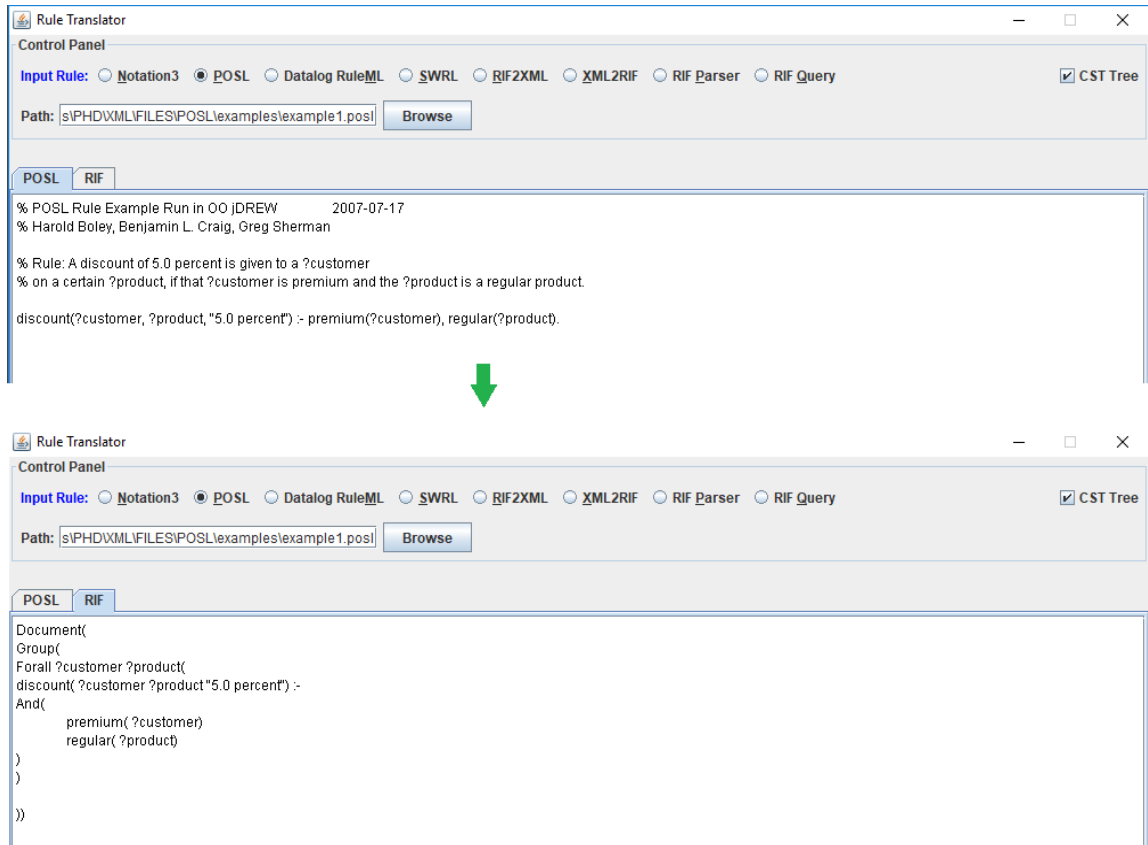 Rule Translator
Control Panel
Input Rule: Notation3 POSL Datalog RuleML SWRL RIF2XML XML2RIF RIF Parser RIF Query CST Tree
Path: s\PHD\XML\FILES\POSL\examples\example1.posl Browse
POSL RIF
% POSL Rule Example Run in OO jDREW 2007-07-17
% Harold Boley, Benjamin L. Craig, Greg Sherman
% Rule: A discount of 5.0 percent is given to a ?customer
% on a certain ?product, if that ?customer is premium and the ?product is a regular product.
discount(?customer, ?product, "5.0 percent") :- premium(?customer), regular(?product).
Rule Translator
Control Panel
Input Rule: Notation3 POSL Datalog RuleML SWRL RIF2XML XML2RIF RIF Parser RIF Query CST Tree
Path: s\PHD\XML\FILES\POSL\examples\example1.posl Browse
POSL RIF
Document(
Group(
Forall ?customer ?product(
discount( ?customer ?product "5.0 percent") :-
And(
premium( ?customer)
regular( ?product)
)
)
))